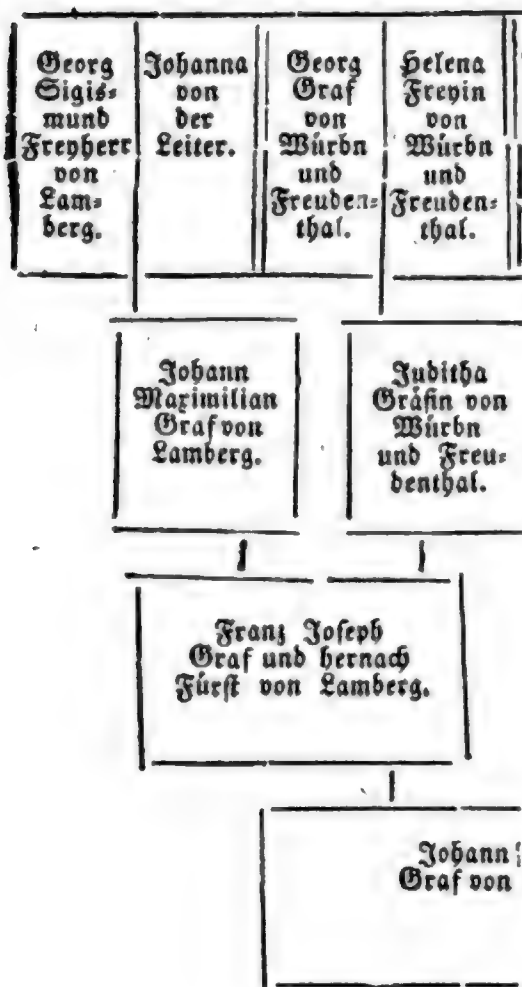 Georg
Sigis=
mund
Freyherr
von
Lam=
berg.
Johanna
von
der
Leiter.
Georg
Graf
von
Würbn
und
Freuden=
thal.
Helena
Freyin
von
Würbn
und
Freuden=
thal.
Johann
Maximilian
Graf von
Lamberg.
Juditha
Gräfin von
Würbn
und Freu=
denthal.
Franz Joseph
Graf und hernach
Fürst von Lamberg.
Johann
Graf von